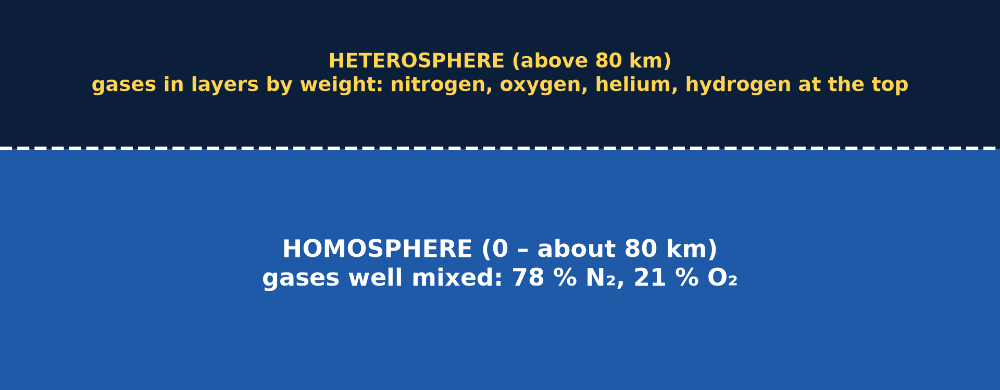 HETEROSPHERE (above 80 km)
gases in layers by weight: nitrogen, oxygen, helium, hydrogen at the top
HOMOSPHERE (0 – about 80 km)
gases well mixed: 78 % N₂, 21 % O₂